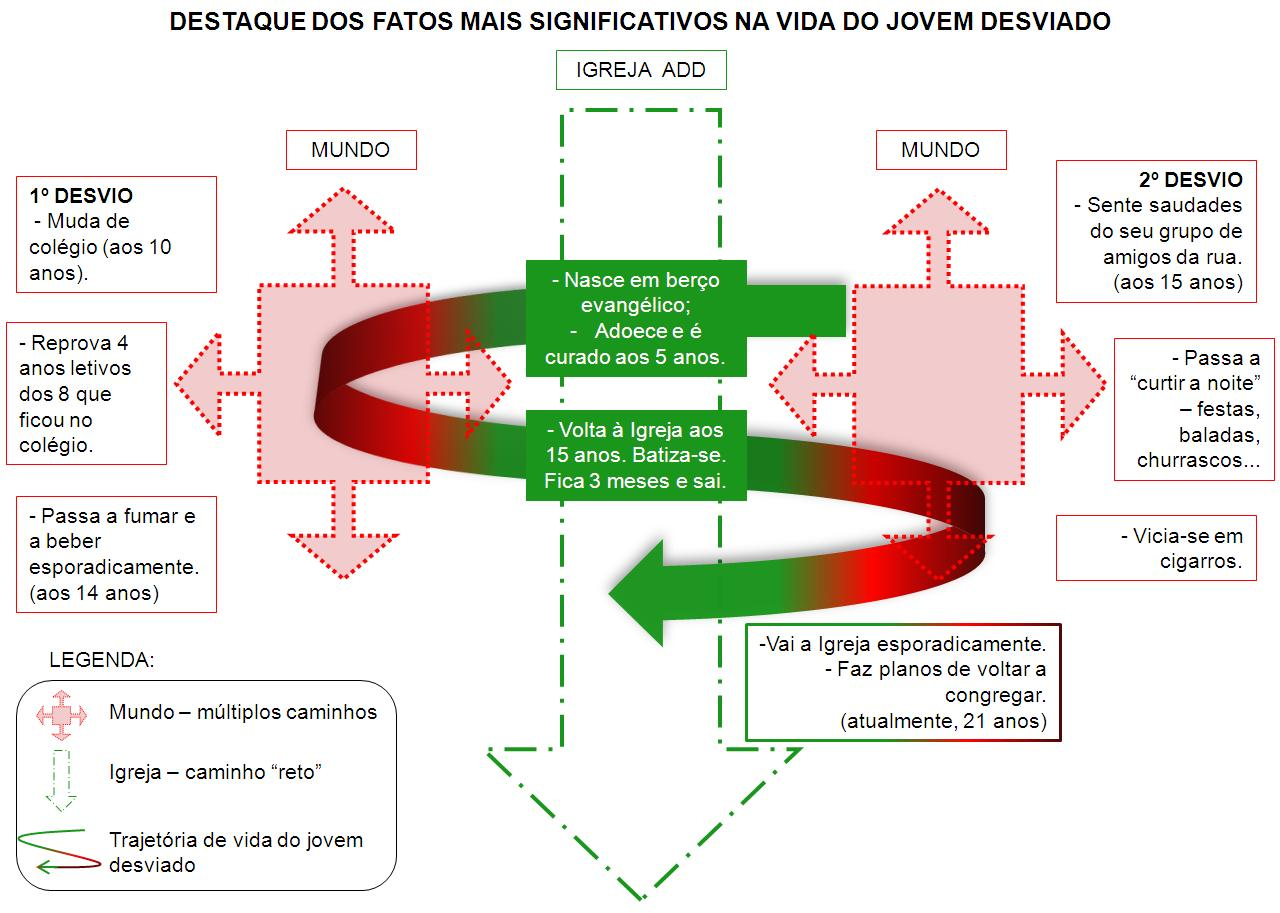 DESTAQUE DOS FATOS MAIS SIGNIFICATIVOS NA VIDA DO JOVEM DESVIADO
IGREJA ADD
MUNDO
MUNDO
1º DESVIO
- Muda de
colégio (aos 10
anos).
- Reprova 4
anos letivos
dos 8 que
ficou no
colégio.
- Passa a fumar e
a beber
esporadicamente.
(aos 14 anos)
- Nasce em berço
evangélico;
- Adoece e é
curado aos 5 anos.
- Volta à Igreja aos
15 anos. Batiza-se.
Fica 3 meses e sai.
2º DESVIO
- Sente saudades
do seu grupo de
amigos da rua.
(aos 15 anos)
- Passa a
“curtir a noite”
– festas,
baladas,
churrascos...
- Vicia-se em
cigarros.
-Vai a Igreja esporadicamente.
- Faz planos de voltar a
congregar.
(atualmente, 21 anos)
LEGENDA:
Mundo – múltiplos caminhos
Igreja – caminho “reto”
Trajetória de vida do jovem
desviado